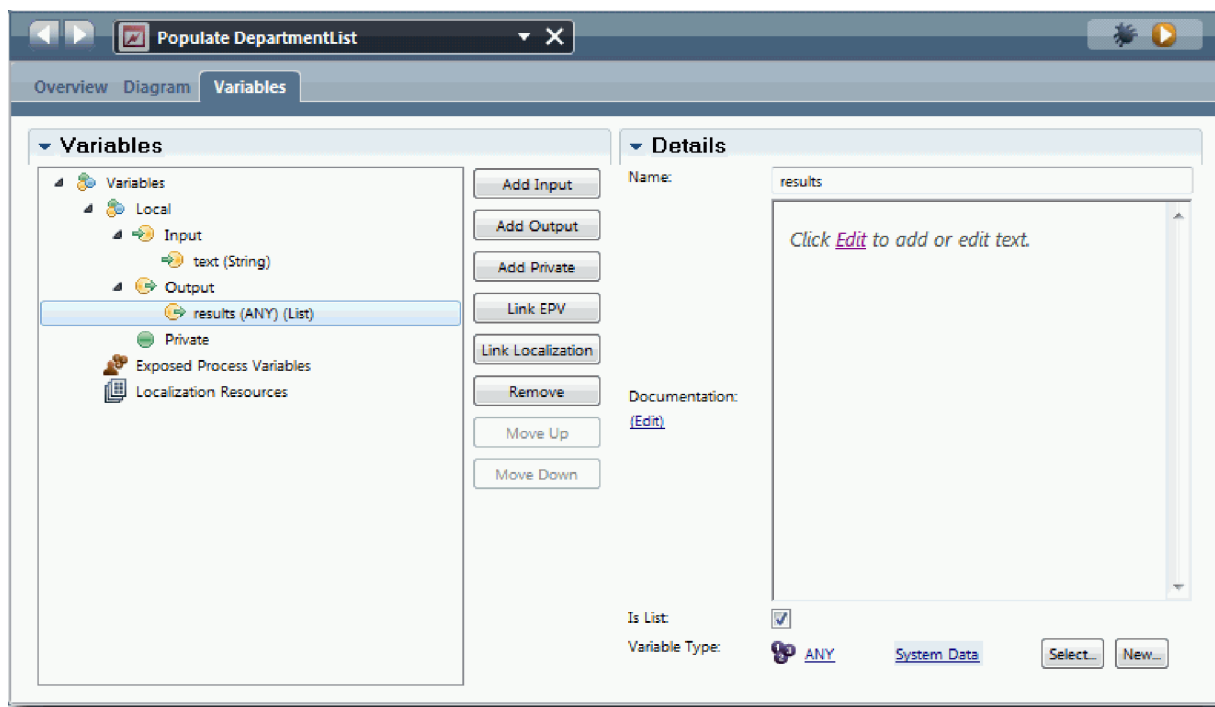 Populate DepartmentList
Overview Diagram Variables
Variables
Variables
Local
Input
text (String)
Output
results (ANY) (List)
Private
Exposed Process Variables
Localization Resources
Add Input
Add Output
Add Private
Link EPV
Link Localization
Remove
Move Up
Move Down
Details
Name: results
Click Edit to add or edit text.
Documentation:
(Edit)
Is List:
Variable Type: ANY System Data Select... New...